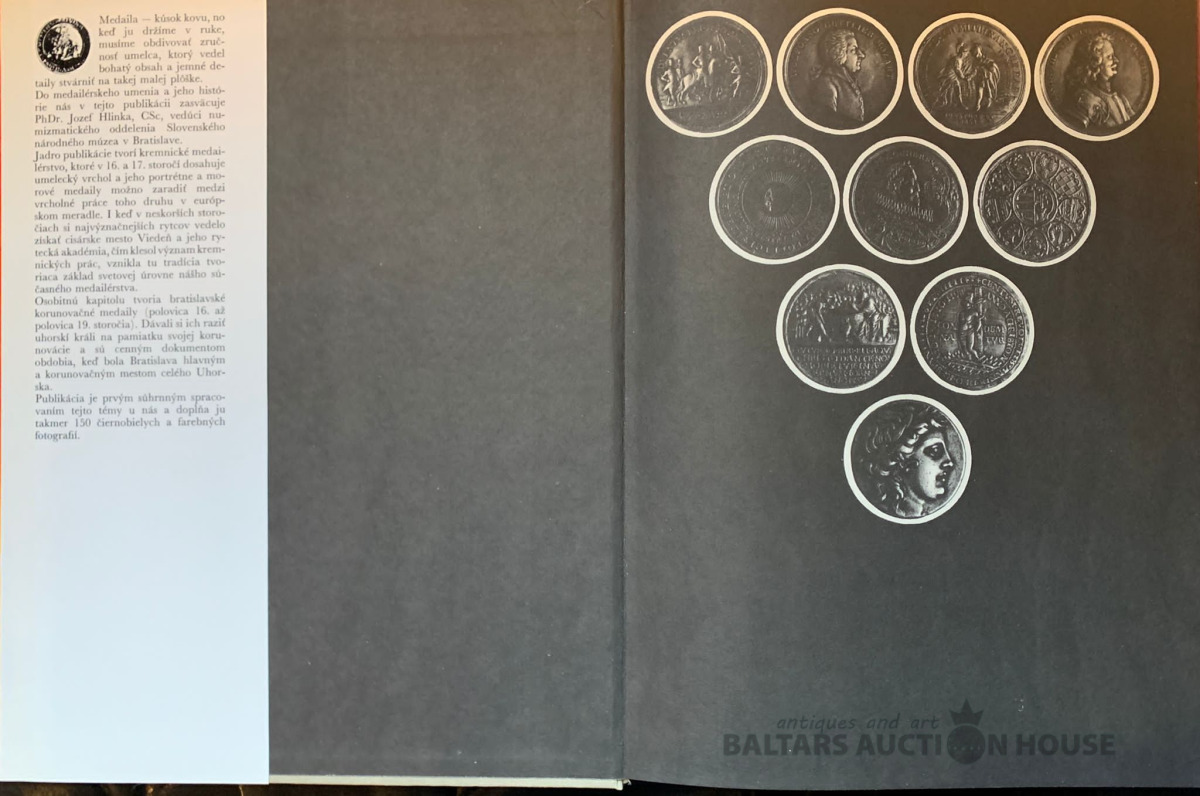 Medaila — kúsok kovu, no
keď ju držíme v ruke,
musíme obdivovať zruč-
nosť umelca, ktorý vedel
bohatý obsah a jemné de-
taily stvárniť na takej malej plôške.
Do medailérskeho umenia a jeho histó-
rie nás v tejto publikácii zasväcuje
PhDr. Jozef Hlinka, CSc, vedúci nu-
mizmatického oddelenia Slovenského
národného múzea v Bratislave.
Jadro publikácie tvorí kremnické medai-
lérstvo, ktoré v 16. a 17. storočí dosahuje
umelecký vrchol a jeho portrétne a mo-
rové medaily možno zaradiť medzi
vrcholné práce toho druhu v európ-
skom meradle. I keď v neskorších storo-
čiach si najvýznačnejších rytcov vedelo
získať cisárske mesto Viedeň a jeho ry-
tecká akadémia, čím klesol význam krem-
nických prác, vznikla tu tradícia tvo-
riaca základ svetovej úrovne nášho sú-
časného medailérstva.
Osobitnú kapitolu tvoria bratislavské
korunovačné medaily (polovica 16. až
polovica 19. storočia). Dávali si ich raziť
uhorskí králi na pamiatku svojej koru-
novácie a sú cenným dokumentom
obdobia, keď bola Bratislava hlavným
a korunovačným mestom celého Uhor-
ska.
Publikácia je prvým súhrnným spraco-
vaním tejto témy u nás a dopĺňa ju
takmer 150 čiernobielych a farebných
fotografií.
antiques and art
BALTARS AUCTION HOUSE